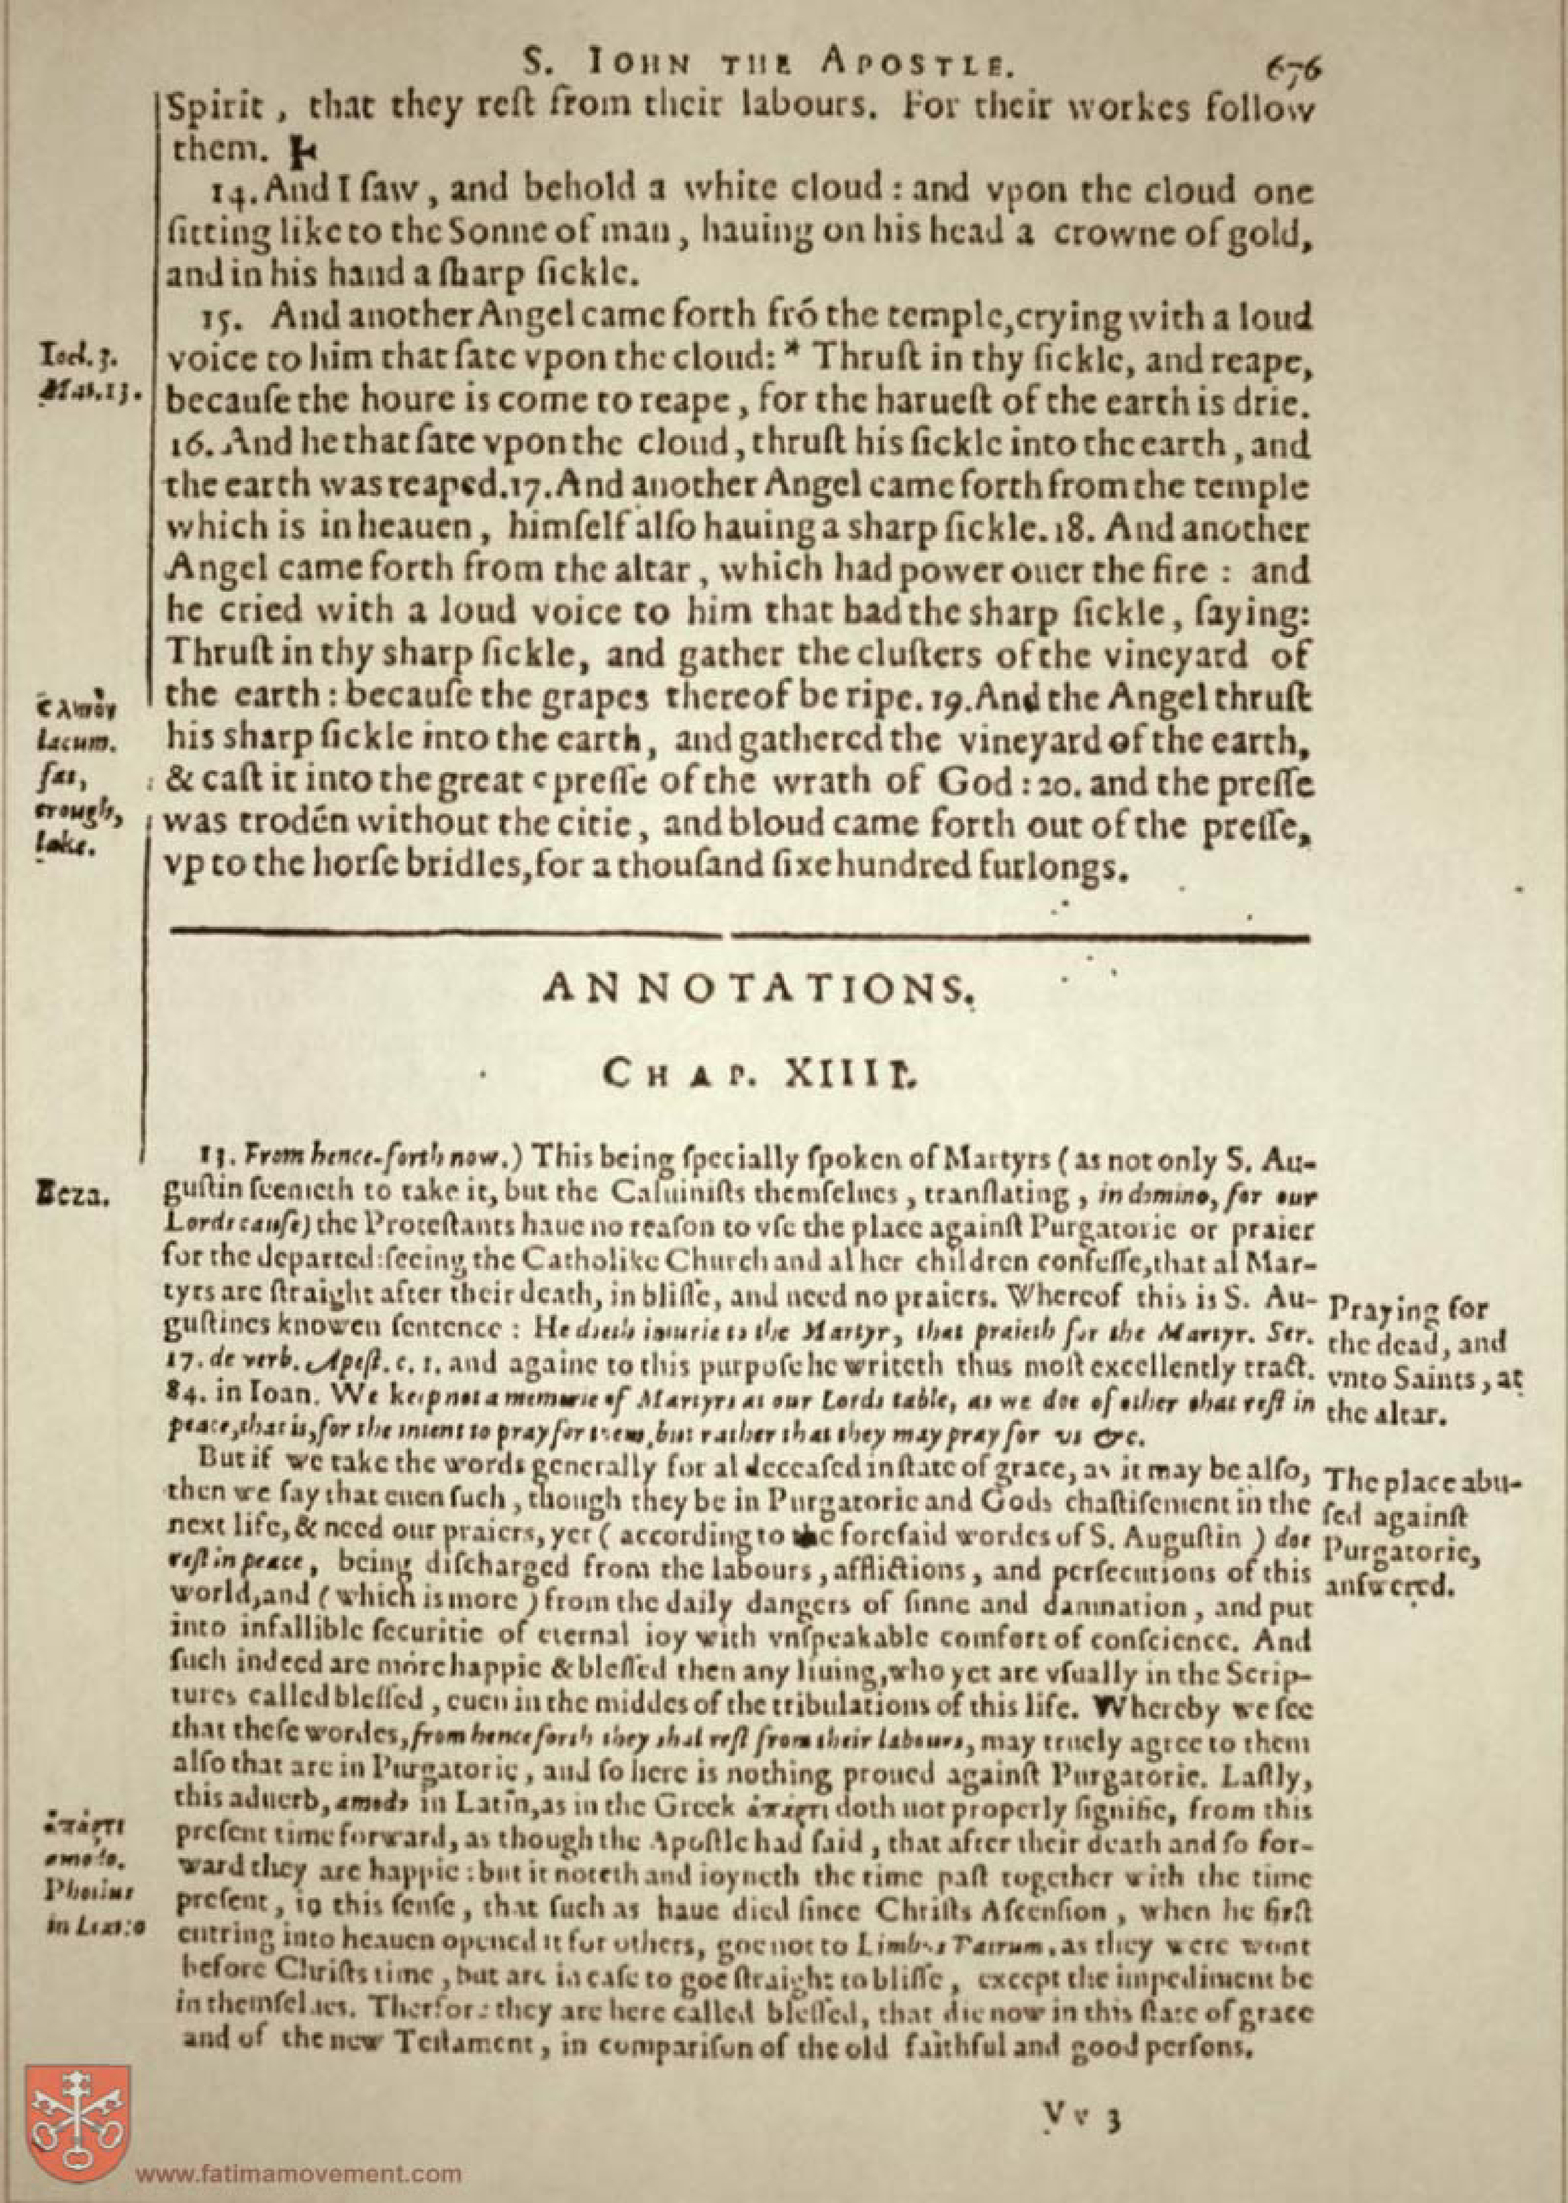 S. IOHN THE APOSTLE. 676
Spirit, that they reſt from their labours. For their workes follow
them.
14. And I ſaw, and behold a white cloud: and vpon the cloud one
ſitting like to the Sonne of man, hauing on his head a crowne of gold,
and in his hand a ſharp ſickle.
15. And another Angel came forth fró the temple, crying with a loud
Ioel. 3.
Mat. 13.
voice to him that ſate vpon the cloud: * Thruſt in thy ſickle, and reape,
becauſe the houre is come to reape, for the harueſt of the earth is drie.
16. And he that ſate vpon the cloud, thruſt his ſickle into the earth, and
the earth was reaped. 17. And another Angel came forth from the temple
which is in heauen, himſelf alſo hauing a sharp ſickle. 18. And another
Angel came forth from the altar, which had power ouer the fire: and
he cried with a loud voice to him that had the sharp ſickle, ſaying:
Thruſt in thy sharp ſickle, and gather the cluſters of the vineyard of
the earth: becauſe the grapes thereof be ripe. 19. And the Angel thruſt
his sharp ſickle into the earth, and gathered the vineyard of the earth,
& caſt it into the great c preſſe of the wrath of God: 20. and the preſſe
was trodén without the citie, and bloud came forth out of the preſſe,
vp to the horſe bridles, for a thouſand ſixe hundred furlongs.
lacum.
fat,
trough,
lake.
ANNOTATIONS.
CHAP. XIIII.
13. From hence-forth now.) This being ſpecially ſpoken of Martyrs (as not only S. Au-
Beza.
guſtin ſeemeth to take it, but the Caluiniſts themſelues, tranſlating, in domino, for our
Lords cauſe) the Proteſtants haue no reaſon to vſe the place againſt Purgatorie or praier
for the departed: ſeeing the Catholike Church and al her children confeſſe, that al Mar-
tyrs are ſtraight after their death, in bliſſe, and need no praiers. Whereof this is S. Au-
guſtines knowen ſentence: He doeth iniurie to the Martyr, that praieth for the Martyr. Ser.
17. de verb. Apoſt. c. 1. and againe to this purpoſe he writeth thus moſt excellently tract.
84. in Ioan. We keep not a memorie of Martyrs at our Lords table, as we doe of other that reſt in
peace, that is, for the intent to pray for them, but rather that they may pray for vs &c.
Praying for
the dead, and
vnto Saints, at
the altar.
But if we take the words generally for al deceaſed in ſtate of grace, as it may be alſo,
then we ſay that euen ſuch, though they be in Purgatorie and Gods chaſtiſement in the
next life, & need our praiers, yet (according to the foreſaid wordes of S. Auguſtin) doe
reſt in peace, being diſcharged from the labours, afflictions, and perſecutions of this
world, and (which is more) from the daily dangers of ſinne and damnation, and put
into infallible ſecuritie of eternal ioy with vnſpeakable comfort of conſcience. And
ſuch indeed are more happie & bleſſed then any liuing, who yet are vſually in the Scrip-
tures called bleſſed, euen in the middes of the tribulations of this life. Whereby we ſee
that theſe wordes, from hence forth they shal reſt from their labours, may truely agree to them
alſo that are in Purgatorie, and ſo here is nothing proued againſt Purgatorie. Laſtly,
this aduerb, amodo in Latin, as in the Greek ἀπάρτι doth not properly ſignifie, from this
preſent time forward, as though the Apoſtle had ſaid, that after their death and ſo for-
ward they are happie: but it noteth and ioyneth the time paſt together with the time
preſent, in this ſenſe, that ſuch as haue died ſince Chriſts Aſcenſion, when he firſt
entring into heauen opened it for others, goe not to Limbus Patrum, as they were wont
before Chriſts time, but are in caſe to goe ſtraight to bliſſe, except the impediment be
in themſelues. Therfore they are here called bleſſed, that die now in this ſtate of grace
and of the new Teſtament, in compariſon of the old faithful and good perſons.
The place abu-
ſed againſt
Purgatorie,
anſwered.
ἀπάρτι
amodo.
Photius
in Lexico
Vv 3
www.fatimamovement.com